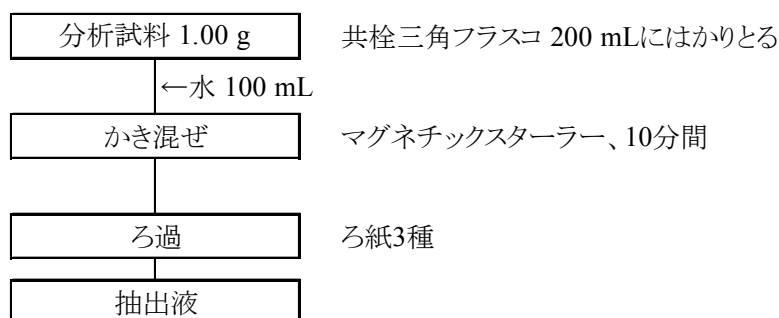 分析試料 1.00 g 共栓三角フラスコ 200 mLにはかりとる
←水 100 mL
かき混ぜ マグネチックスターラー、10分間
ろ過 ろ紙3種
抽出液